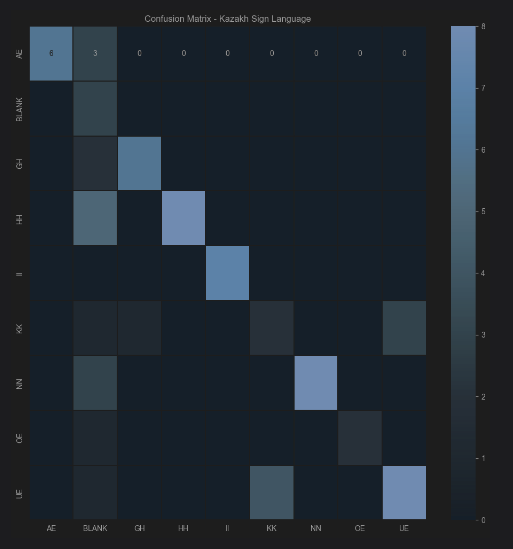 Confusion Matrix - Kazakh Sign Language
AE 6 3 0 0 0 0 0 0 0
BLANK
GH
HH
II
KK
NN
OE
UE
AE BLANK GH HH II KK NN OE UE
8
7
6
5
4
3
2
1
0